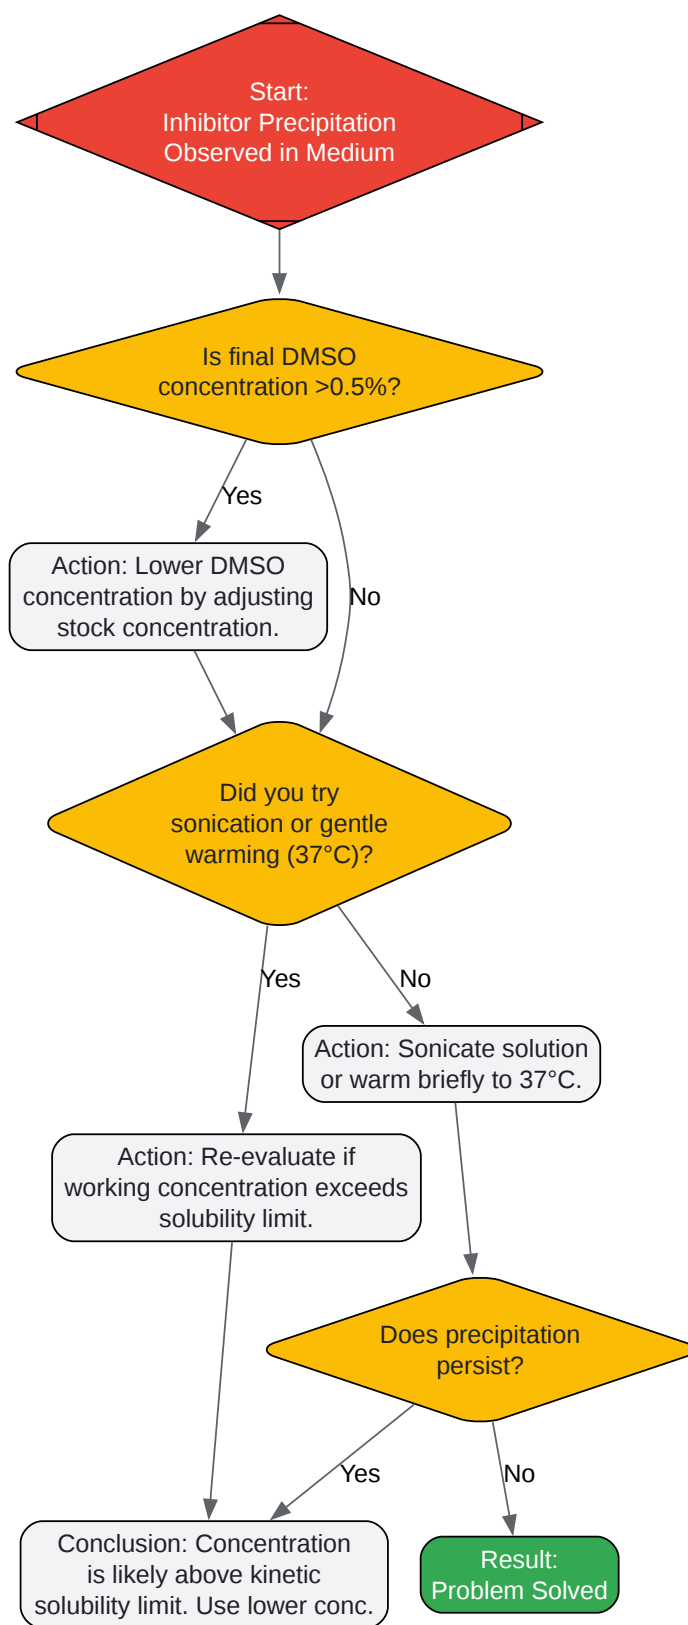 Start:
Inhibitor Precipitation
Observed in Medium
Is final DMSO
concentration >0.5%?
Yes
No
Action: Lower DMSO
concentration by adjusting
stock concentration.
Did you try
sonication or gentle
warming (37°C)?
Yes
No
Action: Sonicate solution
or warm briefly to 37°C.
Action: Re-evaluate if
working concentration exceeds
solubility limit.
Does precipitation
persist?
Yes
No
Conclusion: Concentration
is likely above kinetic
solubility limit. Use lower conc.
Result:
Problem Solved